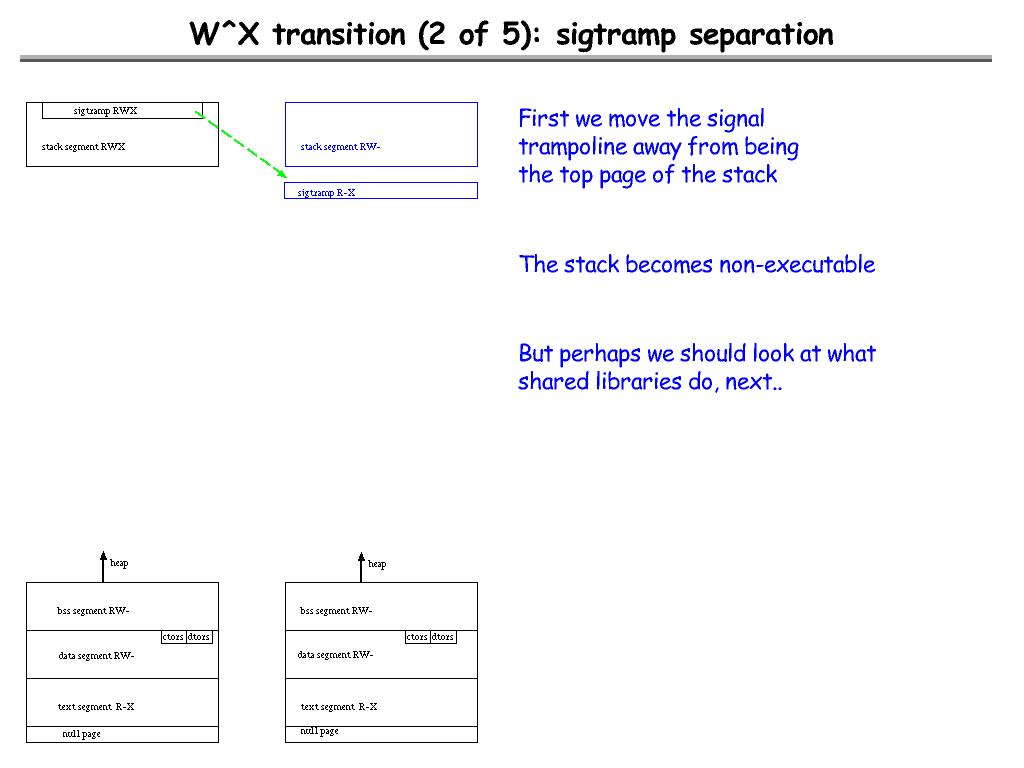 W^X transition (2 of 5): sigtramp separation
sigtramp RWX
stack segment RWX
stack segment RW-
sigtramp R-X
First we move the signal
trampoline away from being
the top page of the stack
The stack becomes non-executable
But perhaps we should look at what
shared libraries do, next..
heap
bss segment RW-
ctors dtors
data segment RW-
text segment R-X
null page
heap
bss segment RW-
ctors dtors
data segment RW-
text segment R-X
null page